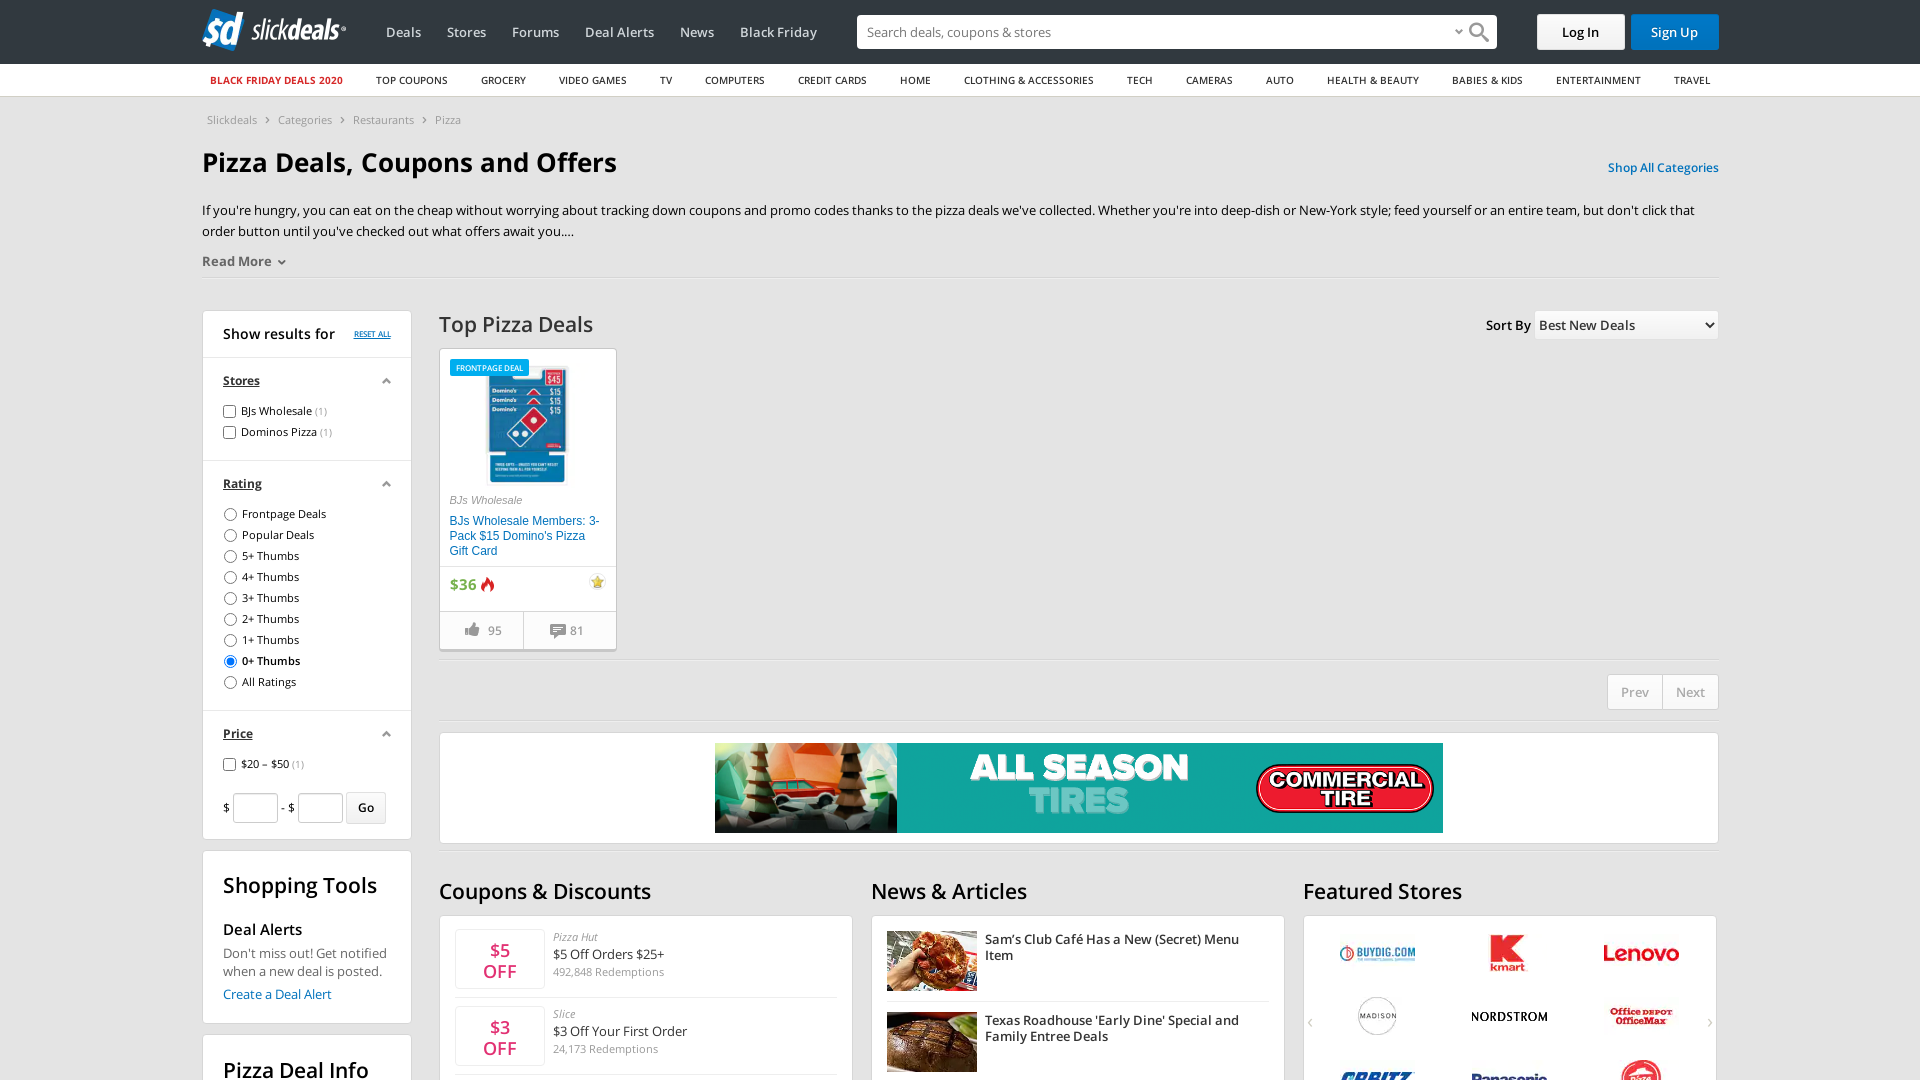 sd slickdeals
Deals
Stores
Forums
Deal Alerts
News
Black Friday
Search deals, coupons & stores
Log In
Sign Up
BLACK FRIDAY DEALS 2020
TOP COUPONS
GROCERY
VIDEO GAMES
TV
COMPUTERS
CREDIT CARDS
HOME
CLOTHING & ACCESSORIES
TECH
CAMERAS
AUTO
HEALTH & BEAUTY
BABIES & KIDS
ENTERTAINMENT
TRAVEL
Slickdeals › Categories › Restaurants › Pizza
Pizza Deals, Coupons and Offers
Shop All Categories
If you're hungry, you can eat on the cheap without worrying about tracking down coupons and promo codes thanks to the pizza deals we've collected. Whether you're into deep-dish or New-York style; feed yourself or an entire team, but don't click that
order button until you've checked out what offers await you.…
Read More
Show results for
RESET ALL
Stores
BJs Wholesale (1)
Dominos Pizza (1)
Rating
Frontpage Deals
Popular Deals
5+ Thumbs
4+ Thumbs
3+ Thumbs
2+ Thumbs
1+ Thumbs
0+ Thumbs
All Ratings
Price
$20 – $50 (1)
$ - $ Go
Shopping Tools
Deal Alerts
Don't miss out! Get notified
when a new deal is posted.
Create a Deal Alert
Pizza Deal Info
Top Pizza Deals
Sort By Best New Deals
FRONTPAGE DEAL
$45
Domino's $15
Domino's $15
Domino's $15
BJs Wholesale
BJs Wholesale Members: 3-
Pack $15 Domino's Pizza
Gift Card
$36
95
81
Prev
Next
ALL SEASON
TIRES
COMMERCIAL
TIRE
Coupons & Discounts
$5
OFF
Pizza Hut
$5 Off Orders $25+
492,848 Redemptions
$3
OFF
Slice
$3 Off Your First Order
24,173 Redemptions
News & Articles
Sam's Club Café Has a New (Secret) Menu
Item
Texas Roadhouse 'Early Dine' Special and
Family Entree Deals
Featured Stores
BUYDIG.COM
K
kmart
Lenovo
MADISON
NORDSTROM
Office DEPOT
OfficeMax
ORBITZ
Panasonic